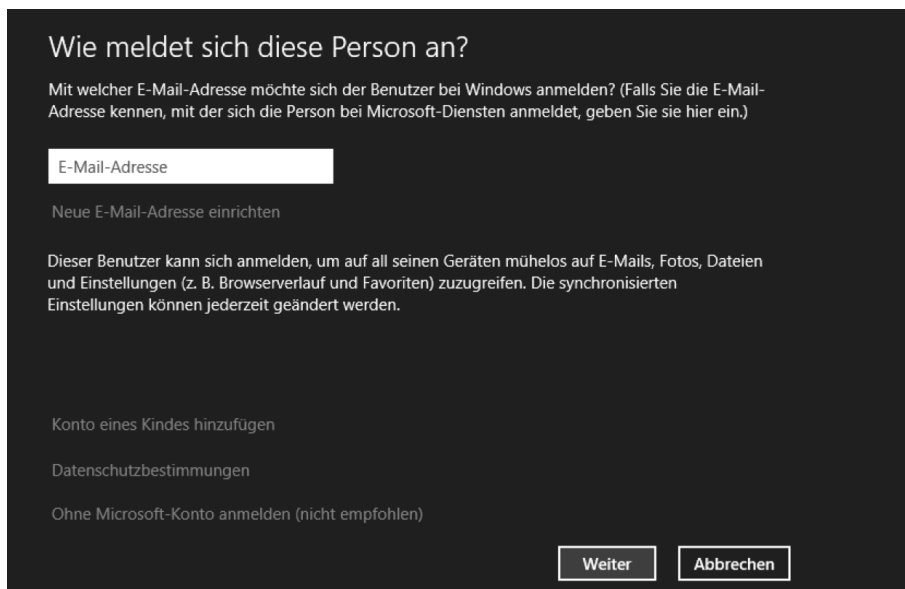 Wie meldet sich diese Person an?
Mit welcher E-Mail-Adresse möchte sich der Benutzer bei Windows anmelden? (Falls Sie die E-Mail-
Adresse kennen, mit der sich die Person bei Microsoft-Diensten anmeldet, geben Sie sie hier ein.)
E-Mail-Adresse
Neue E-Mail-Adresse einrichten
Dieser Benutzer kann sich anmelden, um auf all seinen Geräten mühelos auf E-Mails, Fotos, Dateien
und Einstellungen (z. B. Browserverlauf und Favoriten) zuzugreifen. Die synchronisierten
Einstellungen können jederzeit geändert werden.
Konto eines Kindes hinzufügen
Datenschutzbestimmungen
Ohne Microsoft-Konto anmelden (nicht empfohlen)
Weiter Abbrechen